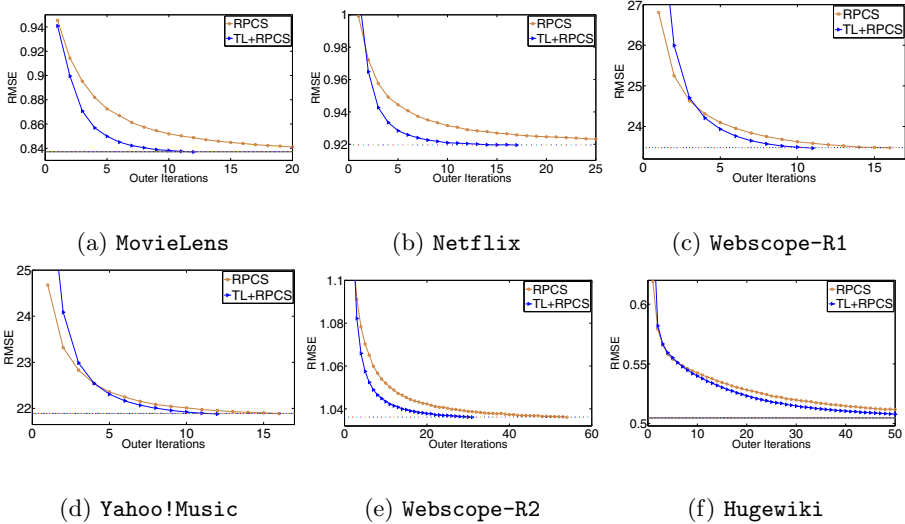 0.94
0.92
0.9
0.88
0.86
0.84
RMSE
RPCS
TL+RPCS
0 5 10 15 20
Outer Iterations
(a) MovieLens
1
0.98
0.96
0.94
0.92
RMSE
RPCS
TL+RPCS
0 5 10 15 20 25
Outer Iterations
(b) Netflix
27
26
25
24
RMSE
RPCS
TL+RPCS
0 5 10 15
Outer Iterations
(c) Webscope-R1
25
24
23
22
RMSE
RPCS
TL+RPCS
0 5 10 15
Outer Iterations
(d) Yahoo!Music
1.1
1.08
1.06
1.04
RMSE
RPCS
TL+RPCS
0 20 40 60
Outer Iterations
(e) Webscope-R2
0.6
0.5
RMSE
RPCS
TL+RPCS
0 10 20 30 40 50
Outer Iterations
(f) Hugewiki